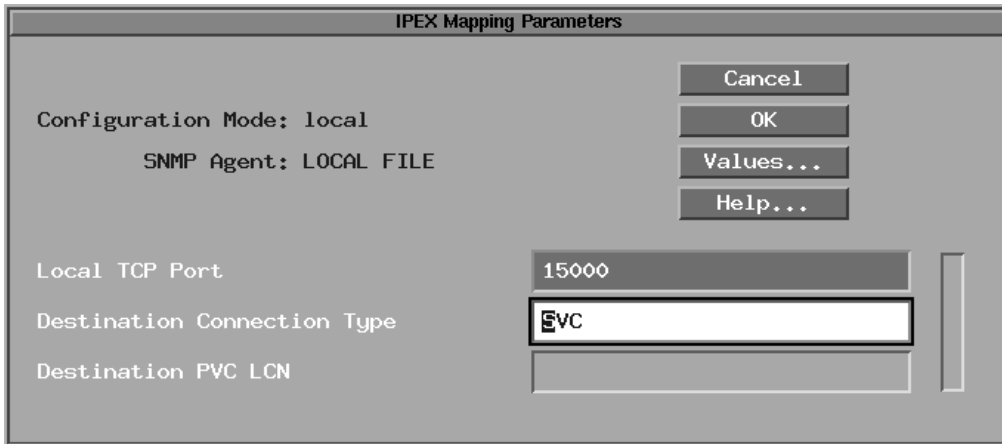 IPEX Mapping Parameters
Cancel
Configuration Mode: local
OK
SNMP Agent: LOCAL FILE
Values...
Help...
Local TCP Port
15000
Destination Connection Type
SVC
Destination PVC LCN